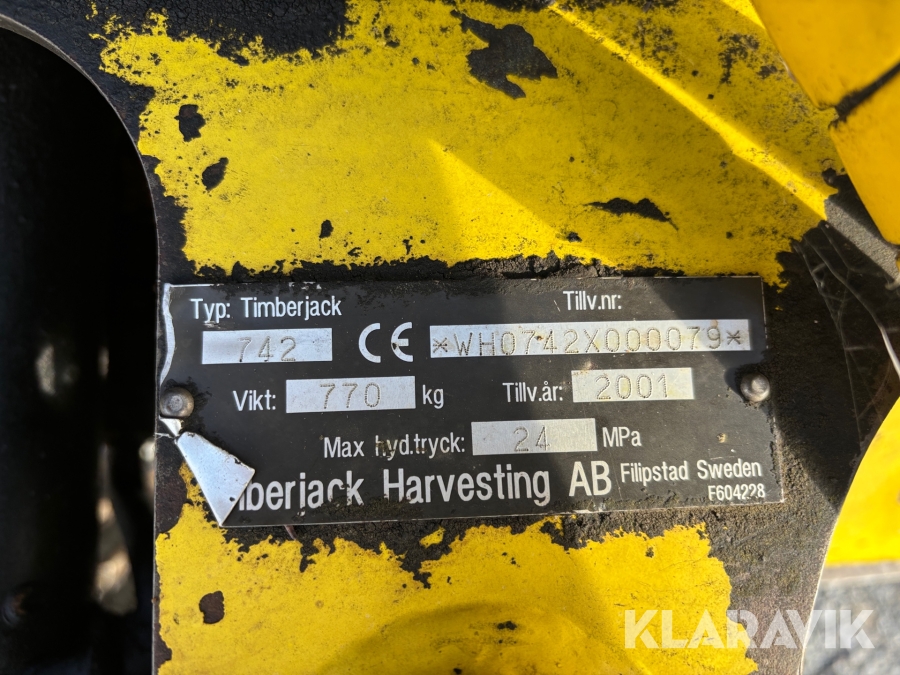 Typ: Timberjack Tillv.nr:
742 CE *WH0742X000079*
Vikt: 770 kg Tillv.år: 2001
Max hyd.tryck: 24 MPa
mberjack Harvesting AB Filipstad Sweden
F604228
KLARAVIK